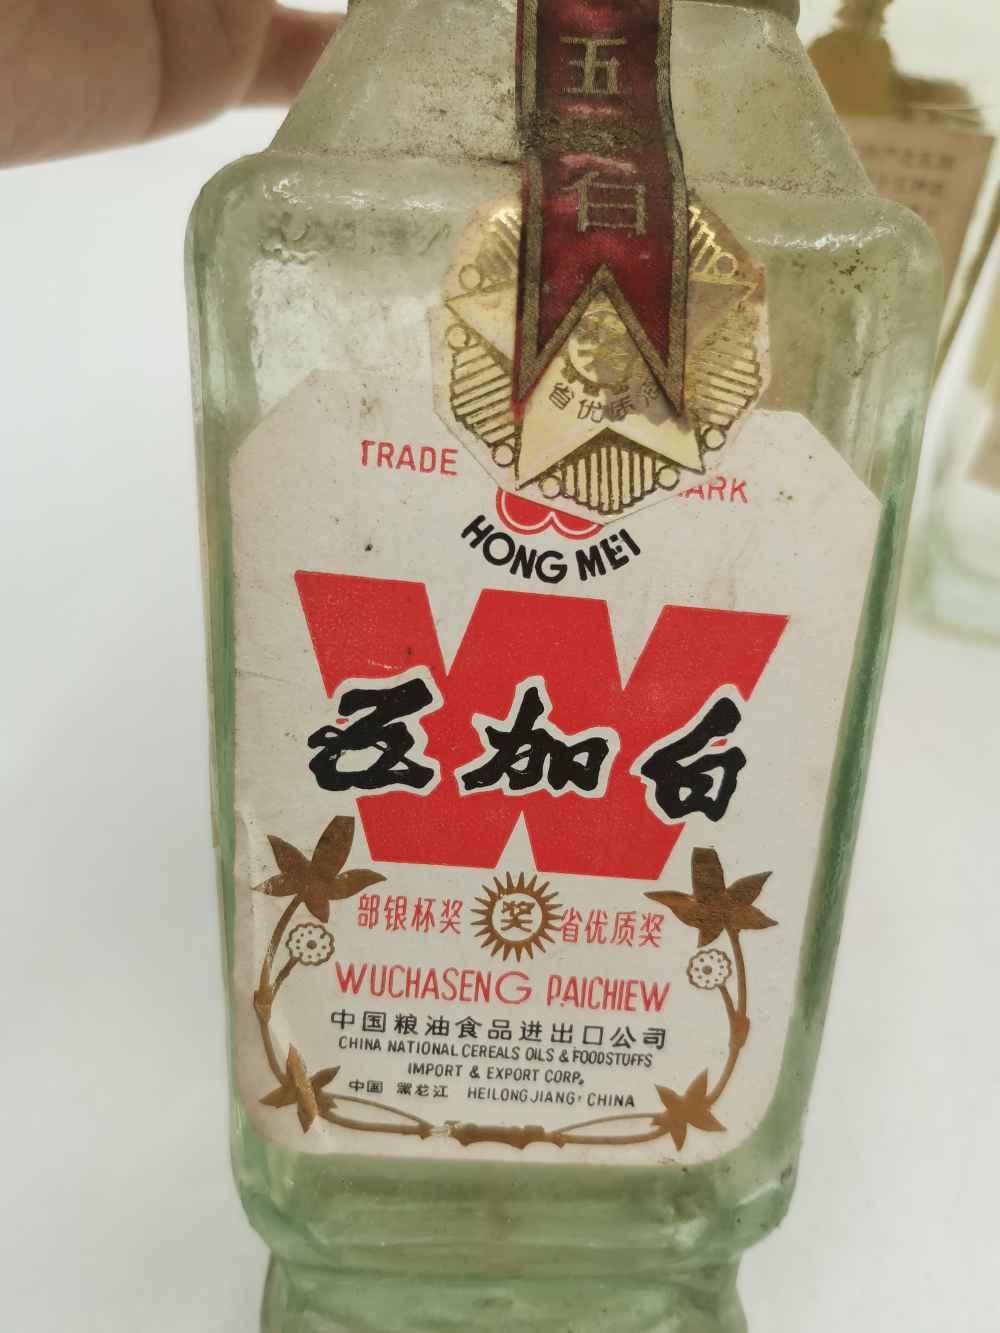 五
白
省优质酒
TRADE
ARK
HONG MEI
五加白
部银杯奖 奖 省优质奖
WUCHASENG PAICHIEW
中国粮油食品进出口公司
CHINA NATIONAL CEREALS OILS & FOODSTUFFS
IMPORT & EXPORT CORP.
中国 黑龙江 HEILONGJIANG, CHINA